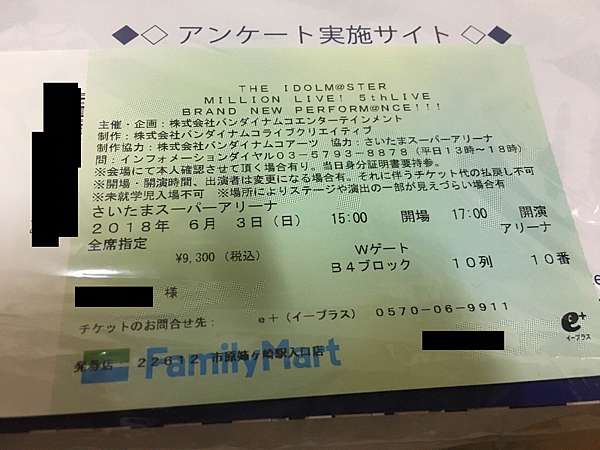 ◆◇ アンケート実施サイト ◇◆
THE IDOLM@STER
MILLION LIVE! 5thLIVE
BRAND NEW PERFORM@NCE!!!
主催・企画:株式会社バンダイナムコエンターテインメント
制作:株式会社バンダイナムコライブクリエイティブ
制作協力:株式会社バンダイナムコアーツ 協力:さいたまスーパーアリーナ
問:インフォメーションダイヤル03-5793-8878(平日13時~18時)
※会場にて本人確認させて頂く場合有り。当日身分証明書要持参。
※開場・開演時間、出演者は変更になる場合有。それに伴うチケット代の払戻し不可
※未就学児入場不可 ※場所によりステージや演出の一部が見えづらい場合有
さいたまスーパーアリーナ
2018年 6月 3日(日) 15:00 開場 17:00 開演
全席指定 アリーナ
Wゲート
¥9,300(税込) B4ブロック 10列 10番
様
チケットのお問合せ先: e+(イープラス) 0570-06-9911
e+
イープラス
発券店 22612 市原姉ヶ崎駅入口店
FamilyMart